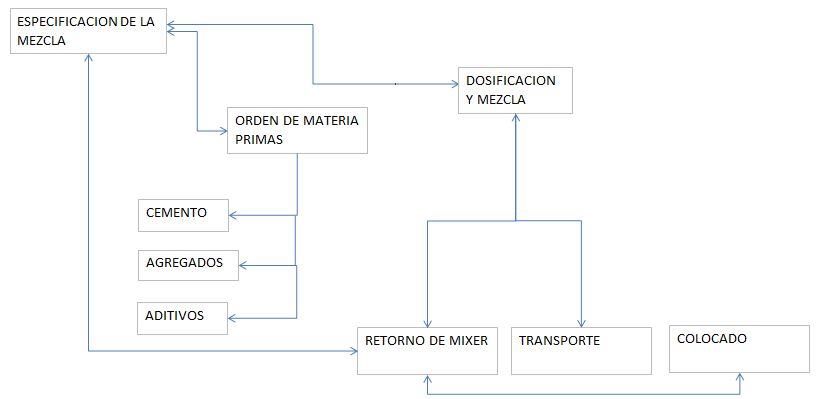 ESPECIFICACION DE LA
MEZCLA
DOSIFICACION
Y MEZCLA
ORDEN DE MATERIA
PRIMAS
CEMENTO
AGREGADOS
ADITIVOS
RETORNO DE MIXER
TRANSPORTE
COLOCADO